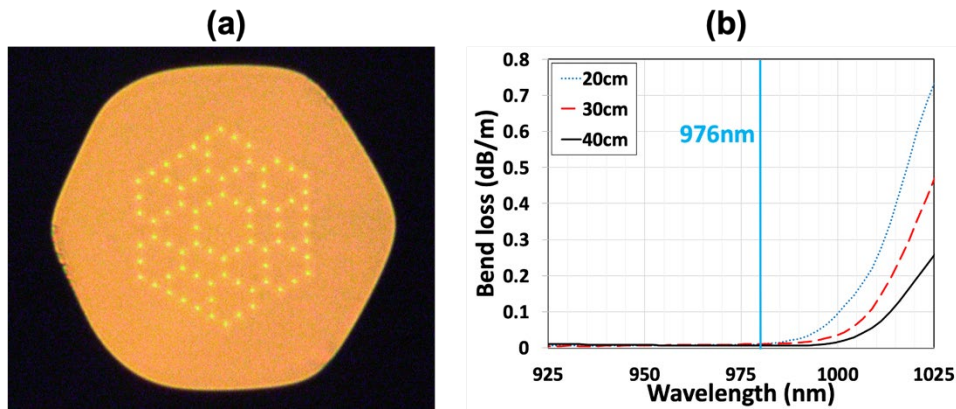 (a)
(b)
0.8
0.7
0.6
0.5
0.4
0.3
0.2
0.1
0
Bend loss (dB/m)
20cm
30cm
40cm
976nm
925 950 975 1000 1025
Wavelength (nm)